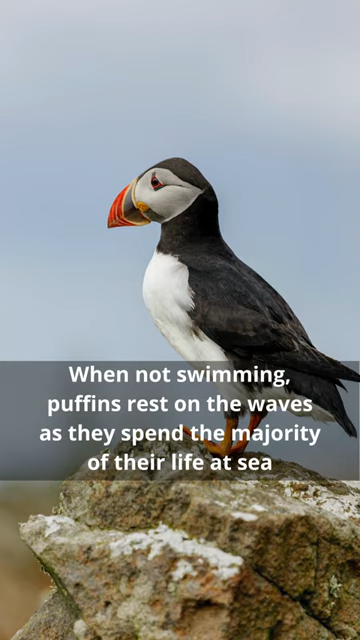 When not swimming,
puffins rest on the waves
as they spend the majority
of their life at sea